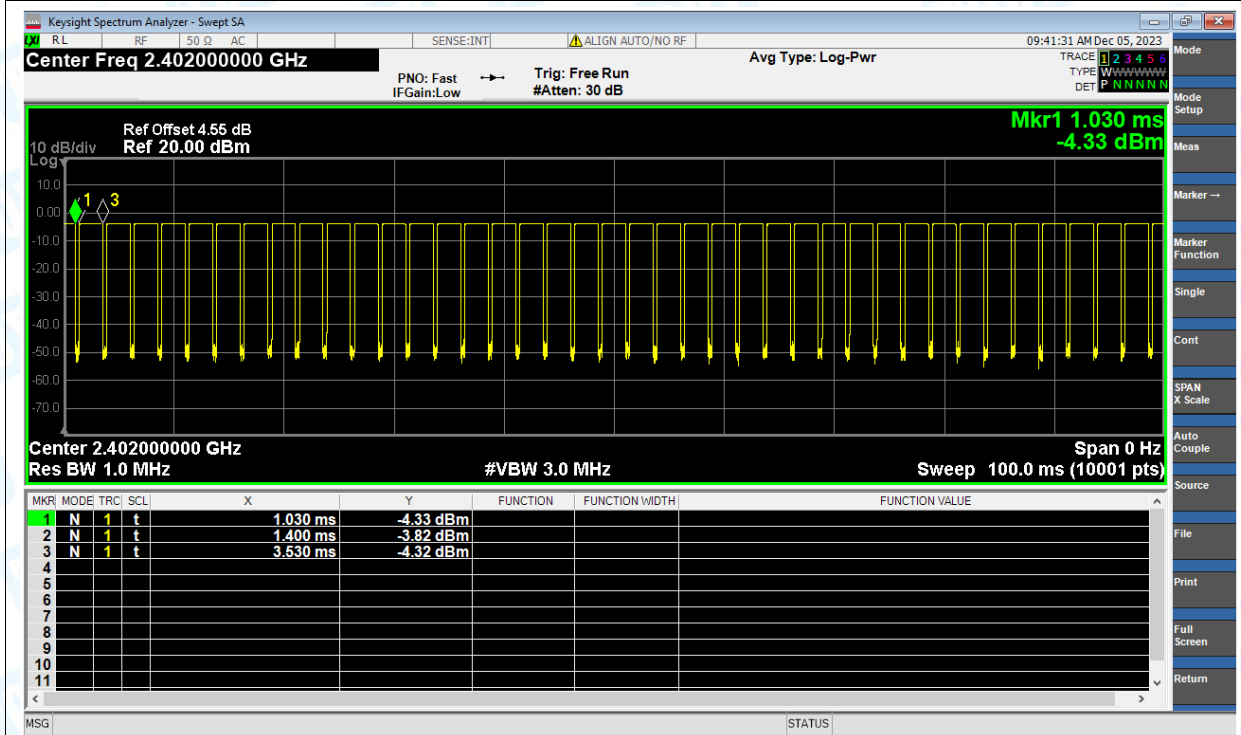 Keysight Spectrum Analyzer - Swept SA
LXI RL RF 50 Ω AC SENSE:INT ALIGN AUTO/NO RF 09:41:31 AM Dec 05, 2023
Center Freq 2.402000000 GHz
PNO: Fast
IFGain:Low
Trig: Free Run
#Atten: 30 dB
Avg Type: Log-Pwr
TRACE 1 2 3 4 5 6
TYPE WWWWWW
DET P N N N N N
Ref Offset 4.55 dB
10 dB/div Ref 20.00 dBm
Log
Mkr1 1.030 ms
-4.33 dBm
10.0
0.00
-10.0
-20.0
-30.0
-40.0
-50.0
-60.0
-70.0
1 3
Center 2.402000000 GHz Span 0 Hz
Res BW 1.0 MHz #VBW 3.0 MHz Sweep 100.0 ms (10001 pts)
MKR MODE TRC SCL X Y FUNCTION FUNCTION WIDTH FUNCTION VALUE
1 N 1 t 1.030 ms -4.33 dBm
2 N 1 t 1.400 ms -3.82 dBm
3 N 1 t 3.530 ms -4.32 dBm
4
5
6
7
8
9
10
11
MSG STATUS
Mode
Mode Setup
Meas
Marker →
Marker Function
Single
Cont
SPAN X Scale
Auto Couple
Source
File
Print
Full Screen
Return